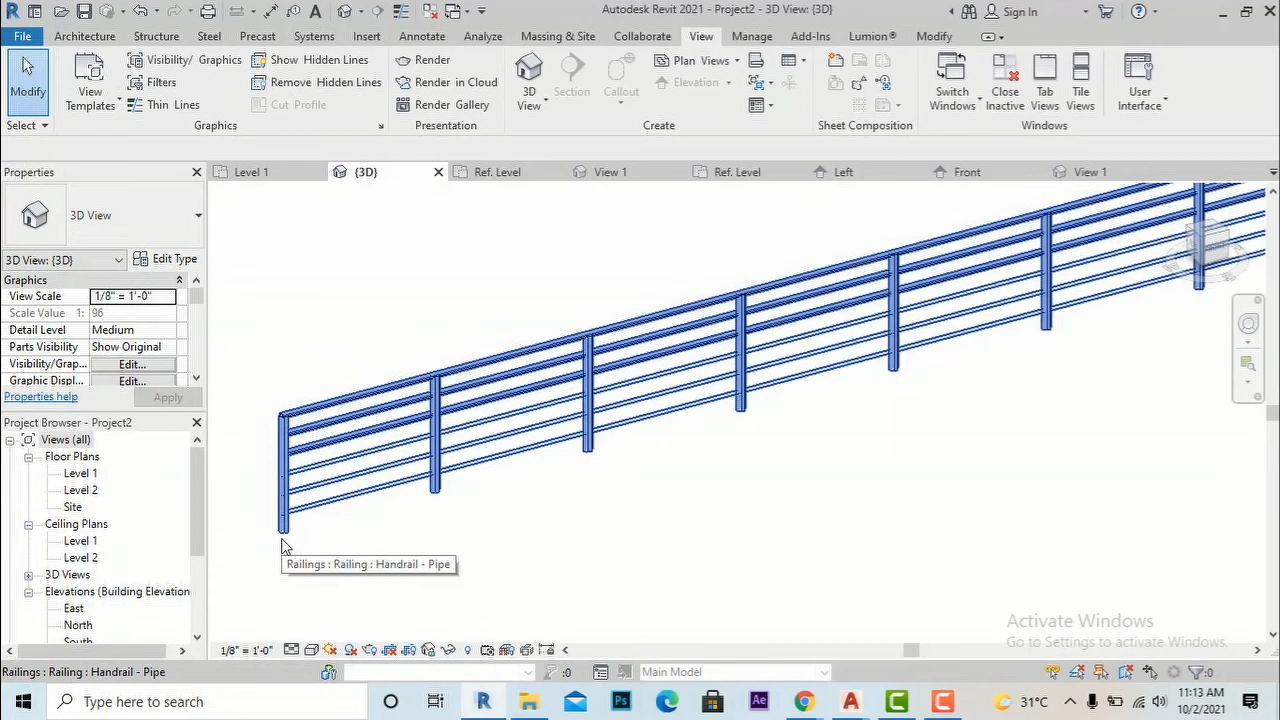 Autodesk Revit 2021 - Project2 - 3D View: {3D}
Sign In
File Architecture Structure Steel Precast Systems Insert Annotate Analyze Massing & Site Collaborate View Manage Add-Ins Lumion® Modify
Modify
Select
View Templates
Visibility/ Graphics
Filters
Thin Lines
Show Hidden Lines
Remove Hidden Lines
Cut Profile
Graphics
Render
Render in Cloud
Render Gallery
Presentation
3D View
Section
Callout
Plan Views
Elevation
Create
Sheet Composition
Switch Windows
Close Inactive
Tab Views
Tile Views
Windows
User Interface
Properties
Level 1
{3D}
Ref. Level
View 1
Ref. Level
Left
Front
View 1
3D View
3D View: {3D}
Edit Type
Graphics
View Scale 1/8" = 1'-0"
Scale Value 1: 96
Detail Level Medium
Parts Visibility Show Original
Visibility/Grap... Edit...
Graphic Displ... Edit...
Properties help
Apply
Project Browser - Project2
Views (all)
Floor Plans
Level 1
Level 2
Site
Ceiling Plans
Level 1
Level 2
3D Views
Elevations (Building Elevation
East
North
South
Railings : Railing : Handrail - Pipe
Activate Windows
Go to Settings to activate Windows.
1/8" = 1'-0"
Railings : Railing : Handrail - Pipe
:0
Main Model
:0
Type here to search
31°C
11:13 AM
10/2/2021